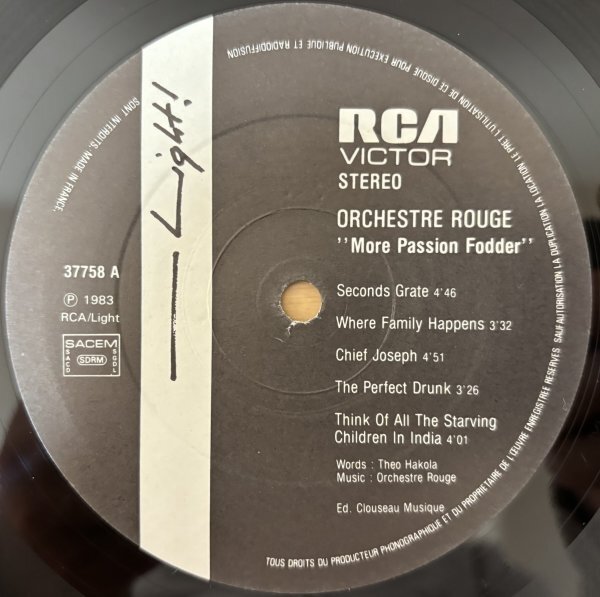 Light!
RCA
VICTOR
STEREO
ORCHESTRE ROUGE
''More Passion Fodder''
37758 A
Ⓟ 1983
RCA/Light
SACEM
SACD
SDRM
SGDL
Seconds Grate 4'46
Where Family Happens 3'32
Chief Joseph 4'51
The Perfect Drunk 3'26
Think Of All The Starving
Children In India 4'01
Words : Theo Hakola
Music : Orchestre Rouge
Ed. Clouseau Musique
TOUS DROITS DU PRODUCTEUR PHONOGRAPHIQUE ET DU PROPRIETAIRE DE L'ŒUVRE ENREGISTREE RESERVES SAUF AUTORISATION LA DUPLICATION LA LOCATION LE PRET L'UTILISATION DE CE DISQUE POUR EXECUTION PUBLIQUE ET RADIODIFFUSION SONT INTERDITS. MADE IN FRANCE.